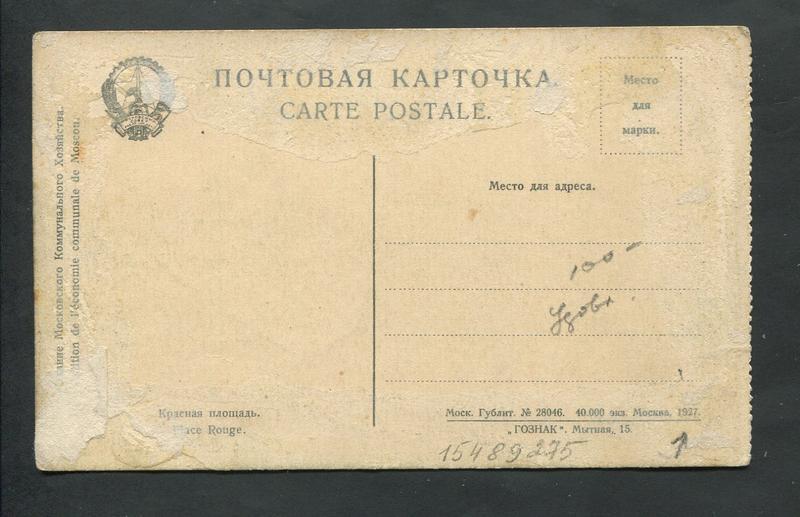 ПОЧТОВАЯ КАРТОЧКА.
CARTE POSTALE.
Место
для
марки.
Место для адреса.
100 -
Удовл.
Московского Коммунального Хозяйства.
de l'économie communale de Moscou.
Красная площадь.
Rouge.
Моск. Гублит. № 28046. 40.000 экз. Москва, 1927.
„ГОЗНАК". Мытная, 15.
15489275